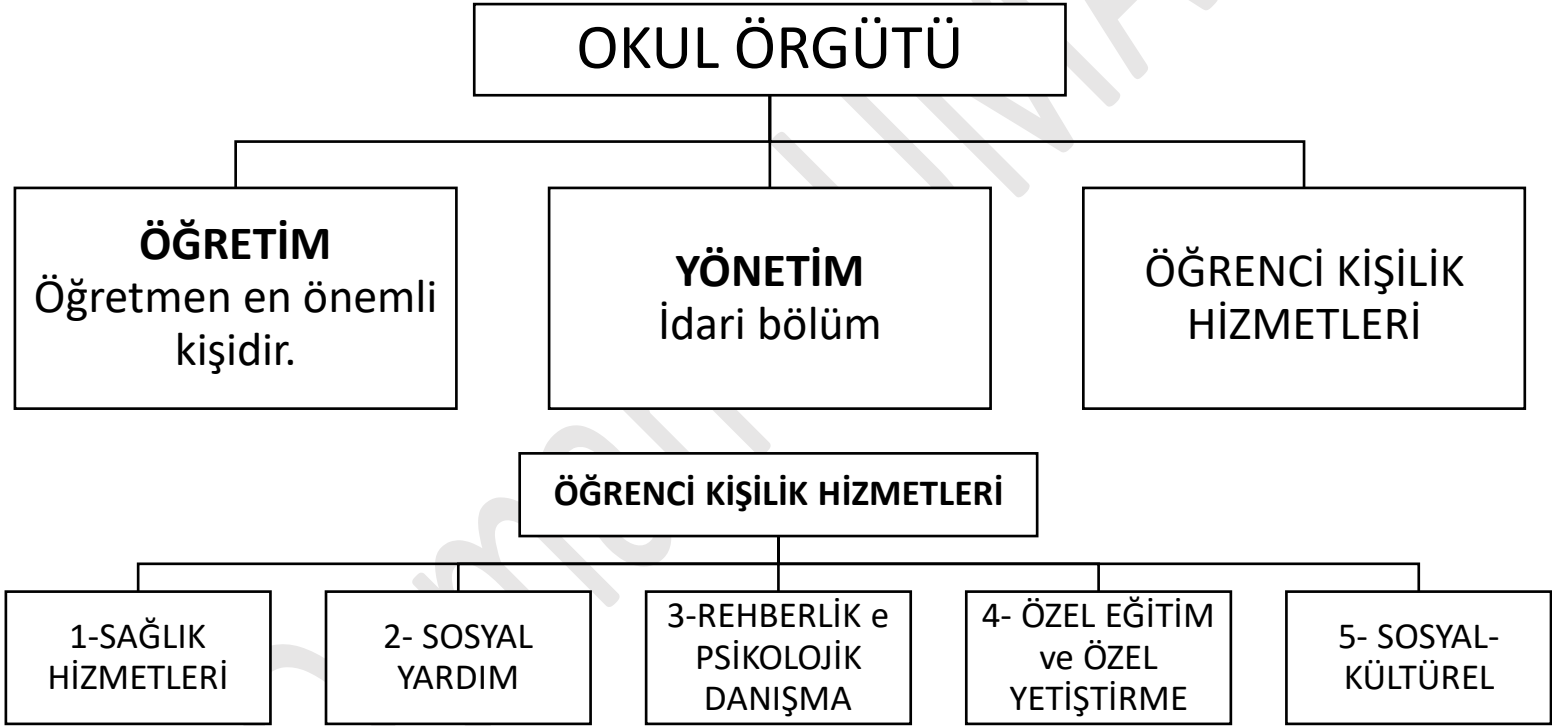 OKUL ÖRGÜTÜ
ÖĞRETİM
Öğretmen en önemli
kişidir.
YÖNETİM
İdari bölüm
ÖĞRENCİ KİŞİLİK
HİZMETLERİ
ÖĞRENCİ KİŞİLİK HİZMETLERİ
1-SAĞLIK
HİZMETLERİ
2- SOSYAL
YARDIM
3-REHBERLİK e
PSİKOLOJİK
DANIŞMA
4- ÖZEL EĞİTİM
ve ÖZEL
YETİŞTİRME
5- SOSYAL-
KÜLTÜREL